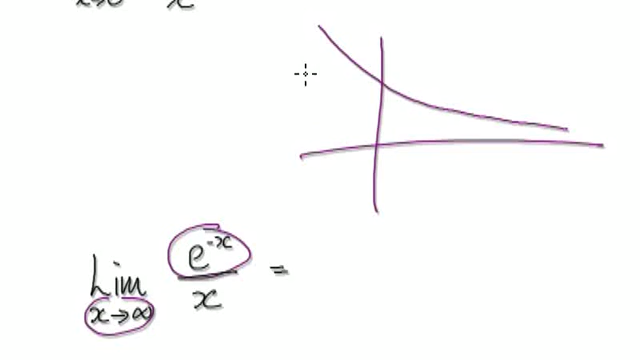 lim x→∞ e^-x / x =